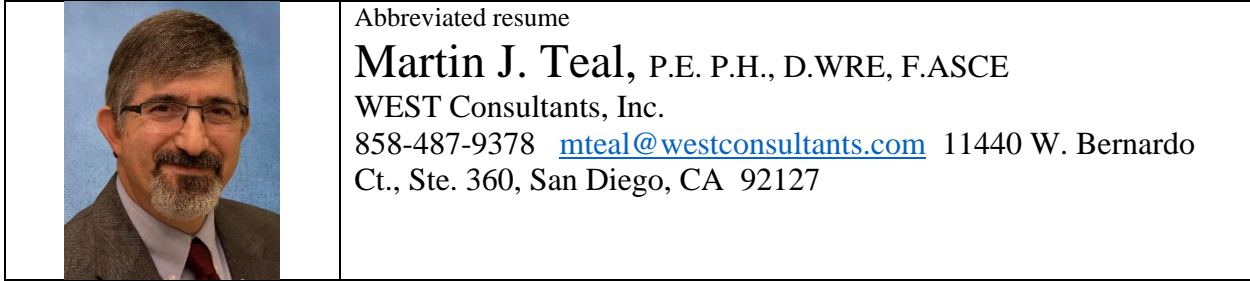 Abbreviated resume
Martin J. Teal, P.E. P.H., D.WRE, F.ASCE
WEST Consultants, Inc.
858-487-9378 mteal@westconsultants.com 11440 W. Bernardo
Ct., Ste. 360, San Diego, CA 92127